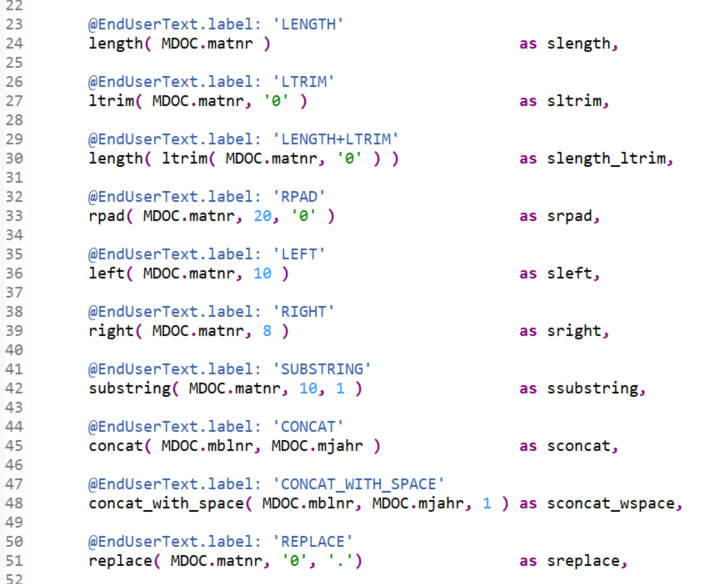 22
23 @EndUserText.label: 'LENGTH'
24 length( MDOC.matnr ) as slength,
25
26 @EndUserText.label: 'LTRIM'
27 ltrim( MDOC.matnr, '0' ) as sltrim,
28
29 @EndUserText.label: 'LENGTH+LTRIM'
30 length( ltrim( MDOC.matnr, '0' ) ) as slength_ltrim,
31
32 @EndUserText.label: 'RPAD'
33 rpad( MDOC.matnr, 20, '0' ) as srpad,
34
35 @EndUserText.label: 'LEFT'
36 left( MDOC.matnr, 10 ) as sleft,
37
38 @EndUserText.label: 'RIGHT'
39 right( MDOC.matnr, 8 ) as sright,
40
41 @EndUserText.label: 'SUBSTRING'
42 substring( MDOC.matnr, 10, 1 ) as ssubstring,
43
44 @EndUserText.label: 'CONCAT'
45 concat( MDOC.mblnr, MDOC.mjahr ) as sconcat,
46
47 @EndUserText.label: 'CONCAT_WITH_SPACE'
48 concat_with_space( MDOC.mblnr, MDOC.mjahr, 1 ) as sconcat_wspace,
49
50 @EndUserText.label: 'REPLACE'
51 replace( MDOC.matnr, '0', '.') as sreplace,
52